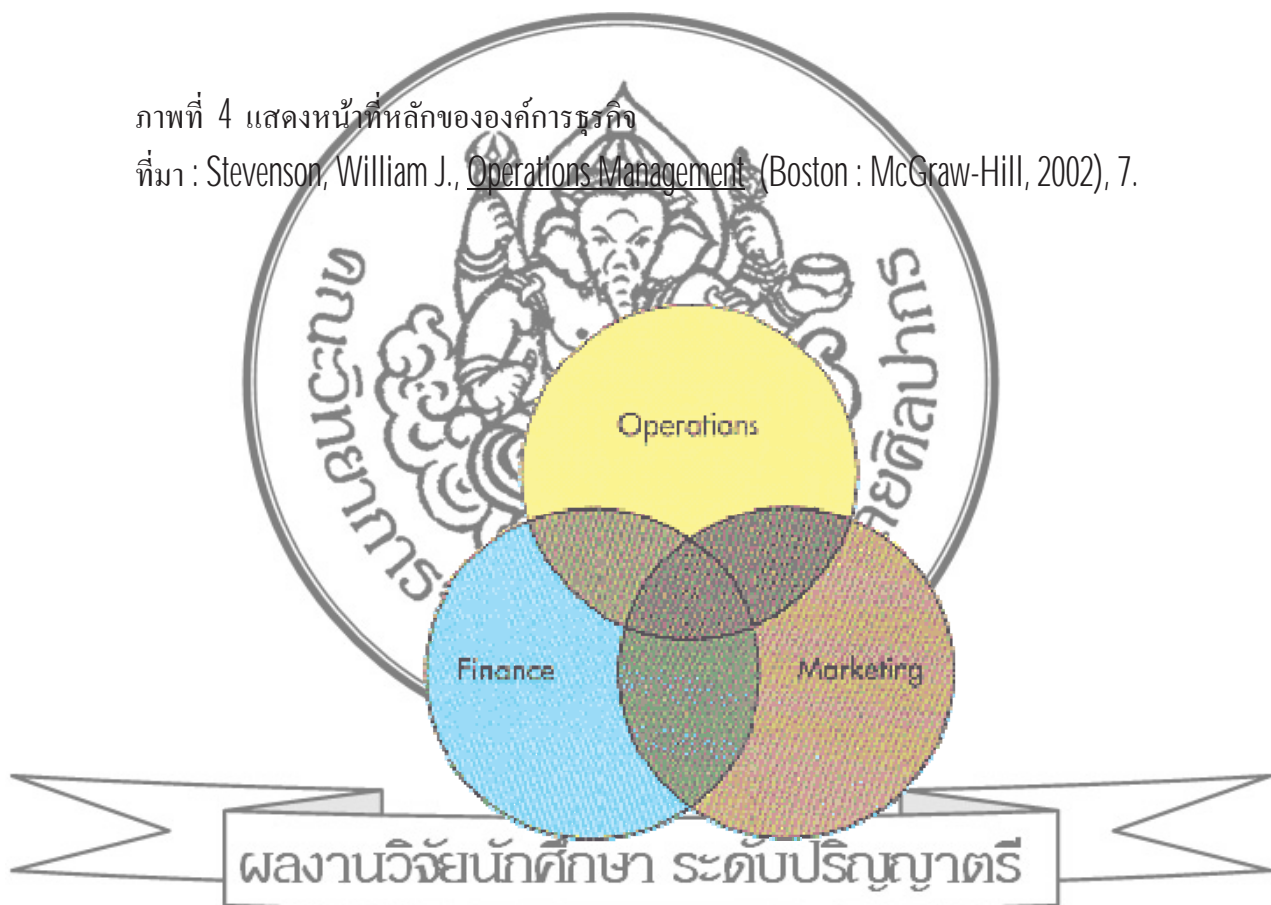 ภาพที่ 4 แสดงหน้าที่หลักขององค์การธุรกิจ
ที่มา : Stevenson, William J., Operations Management (Boston : McGraw-Hill, 2002), 7.
Operations
Finance
Marketing
ผลงานวิจัยนักศึกษา ระดับปริญญาตรี